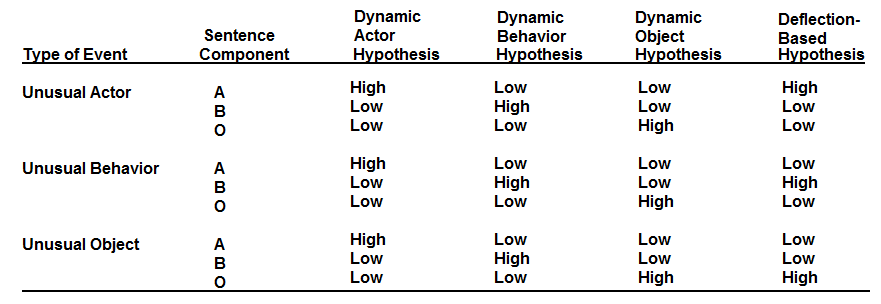 Dynamic Dynamic Dynamic Deflection-
Sentence Actor Behavior Object Based
Type of Event Component Hypothesis Hypothesis Hypothesis Hypothesis
Unusual Actor A High Low Low High
B Low High Low Low
O Low Low High Low
Unusual Behavior A High Low Low Low
B Low High Low High
O Low Low High Low
Unusual Object A High Low Low Low
B Low High Low Low
O Low Low High High